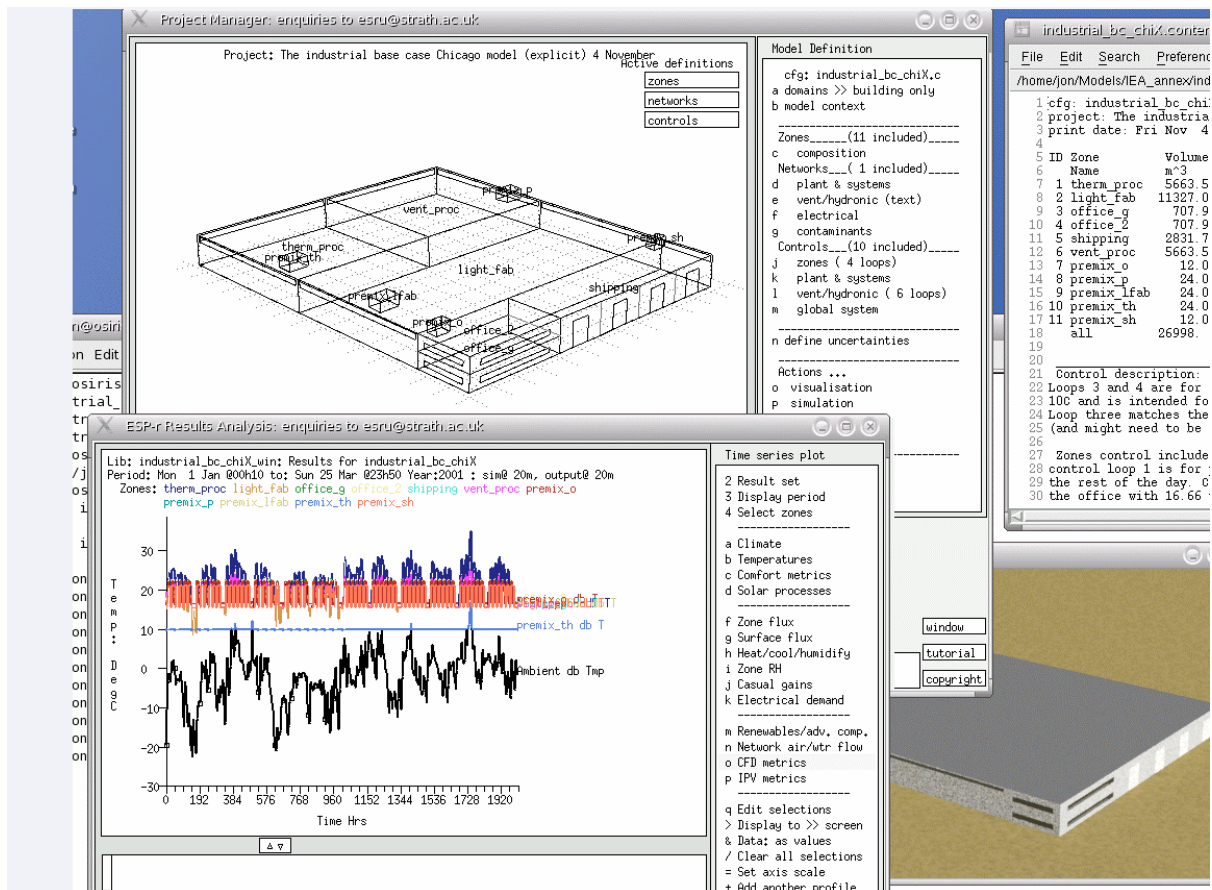 Project Manager: enquiries to esru@strath.ac.uk
Project: The industrial base case Chicago model (explicit) 4 November
Active definitions
zones
networks
controls
premix_p
vent_proc
premix_sh
therm_proc
premix_th
light_fab
shipping
premix_lfab
premix_o
office_2
office_g
Model Definition
cfg: industrial_bc_chiX.c
a domains >> building only
b model context
Zones______(11 included)_____
c composition
Networks___( 1 included)_____
d plant & systems
e vent/hydronic (text)
f electrical
g contaminants
Controls___(10 included)_____
j zones ( 4 loops)
k plant & systems
l vent/hydronic ( 6 loops)
m global system
n define uncertainties
Actions ...
o visualisation
p simulation
window
tutorial
copyright
industrial_bc_chiX.conten
File Edit Search Preferenc
/home/jon/Models/IEA_annex/ind
1 cfg: industrial_bc_chi
2 project: The industria
3 print date: Fri Nov 4
4
5 ID Zone Volume
6 Name m^3
7 1 therm_proc 5663.5
8 2 light_fab 11327.0
9 3 office_g 707.9
10 4 office_2 707.9
11 5 shipping 2831.7
12 6 vent_proc 5663.5
13 7 premix_o 12.0
14 8 premix_p 24.0
15 9 premix_lfab 24.0
16 10 premix_th 24.0
17 11 premix_sh 12.0
18 all 26998.
19
20
21 Control description:
22 Loops 3 and 4 are for
23 10C and is intended fo
24 Loop three matches the
25 (and might need to be
26
27 Zones control include
28 control loop 1 is for
29 the rest of the day. C
30 the office with 16.66
n@osiri
on Edit
osiris
trial_
ESP-r Results Analysis: enquiries to esru@strath.ac.uk
Lib: industrial_bc_chiX_win: Results for industrial_bc_chiX
Period: Mon 1 Jan @00h10 to: Sun 25 Mar @23h50 Year:2001 : sim@ 20m, output@ 20m
Zones: therm_proc light_fab office_g office_2 shipping vent_proc premix_o
premix_p premix_lfab premix_th premix_sh
Temp: DegC
30
20
10
0
-10
-20
-30
premix_th db T
Ambient db Tmp
0 192 384 576 768 960 1152 1344 1536 1728 1920
Time Hrs
Time series plot
2 Result set
3 Display period
4 Select zones
a Climate
b Temperatures
c Comfort metrics
d Solar processes
f Zone flux
g Surface flux
h Heat/cool/humidify
i Zone RH
j Casual gains
k Electrical demand
m Renewables/adv. comp.
n Network air/wtr flow
o CFD metrics
p IPV metrics
q Edit selections
> Display to >> screen
& Data: as values
/ Clear all selections
= Set axis scale
+ Add another profile